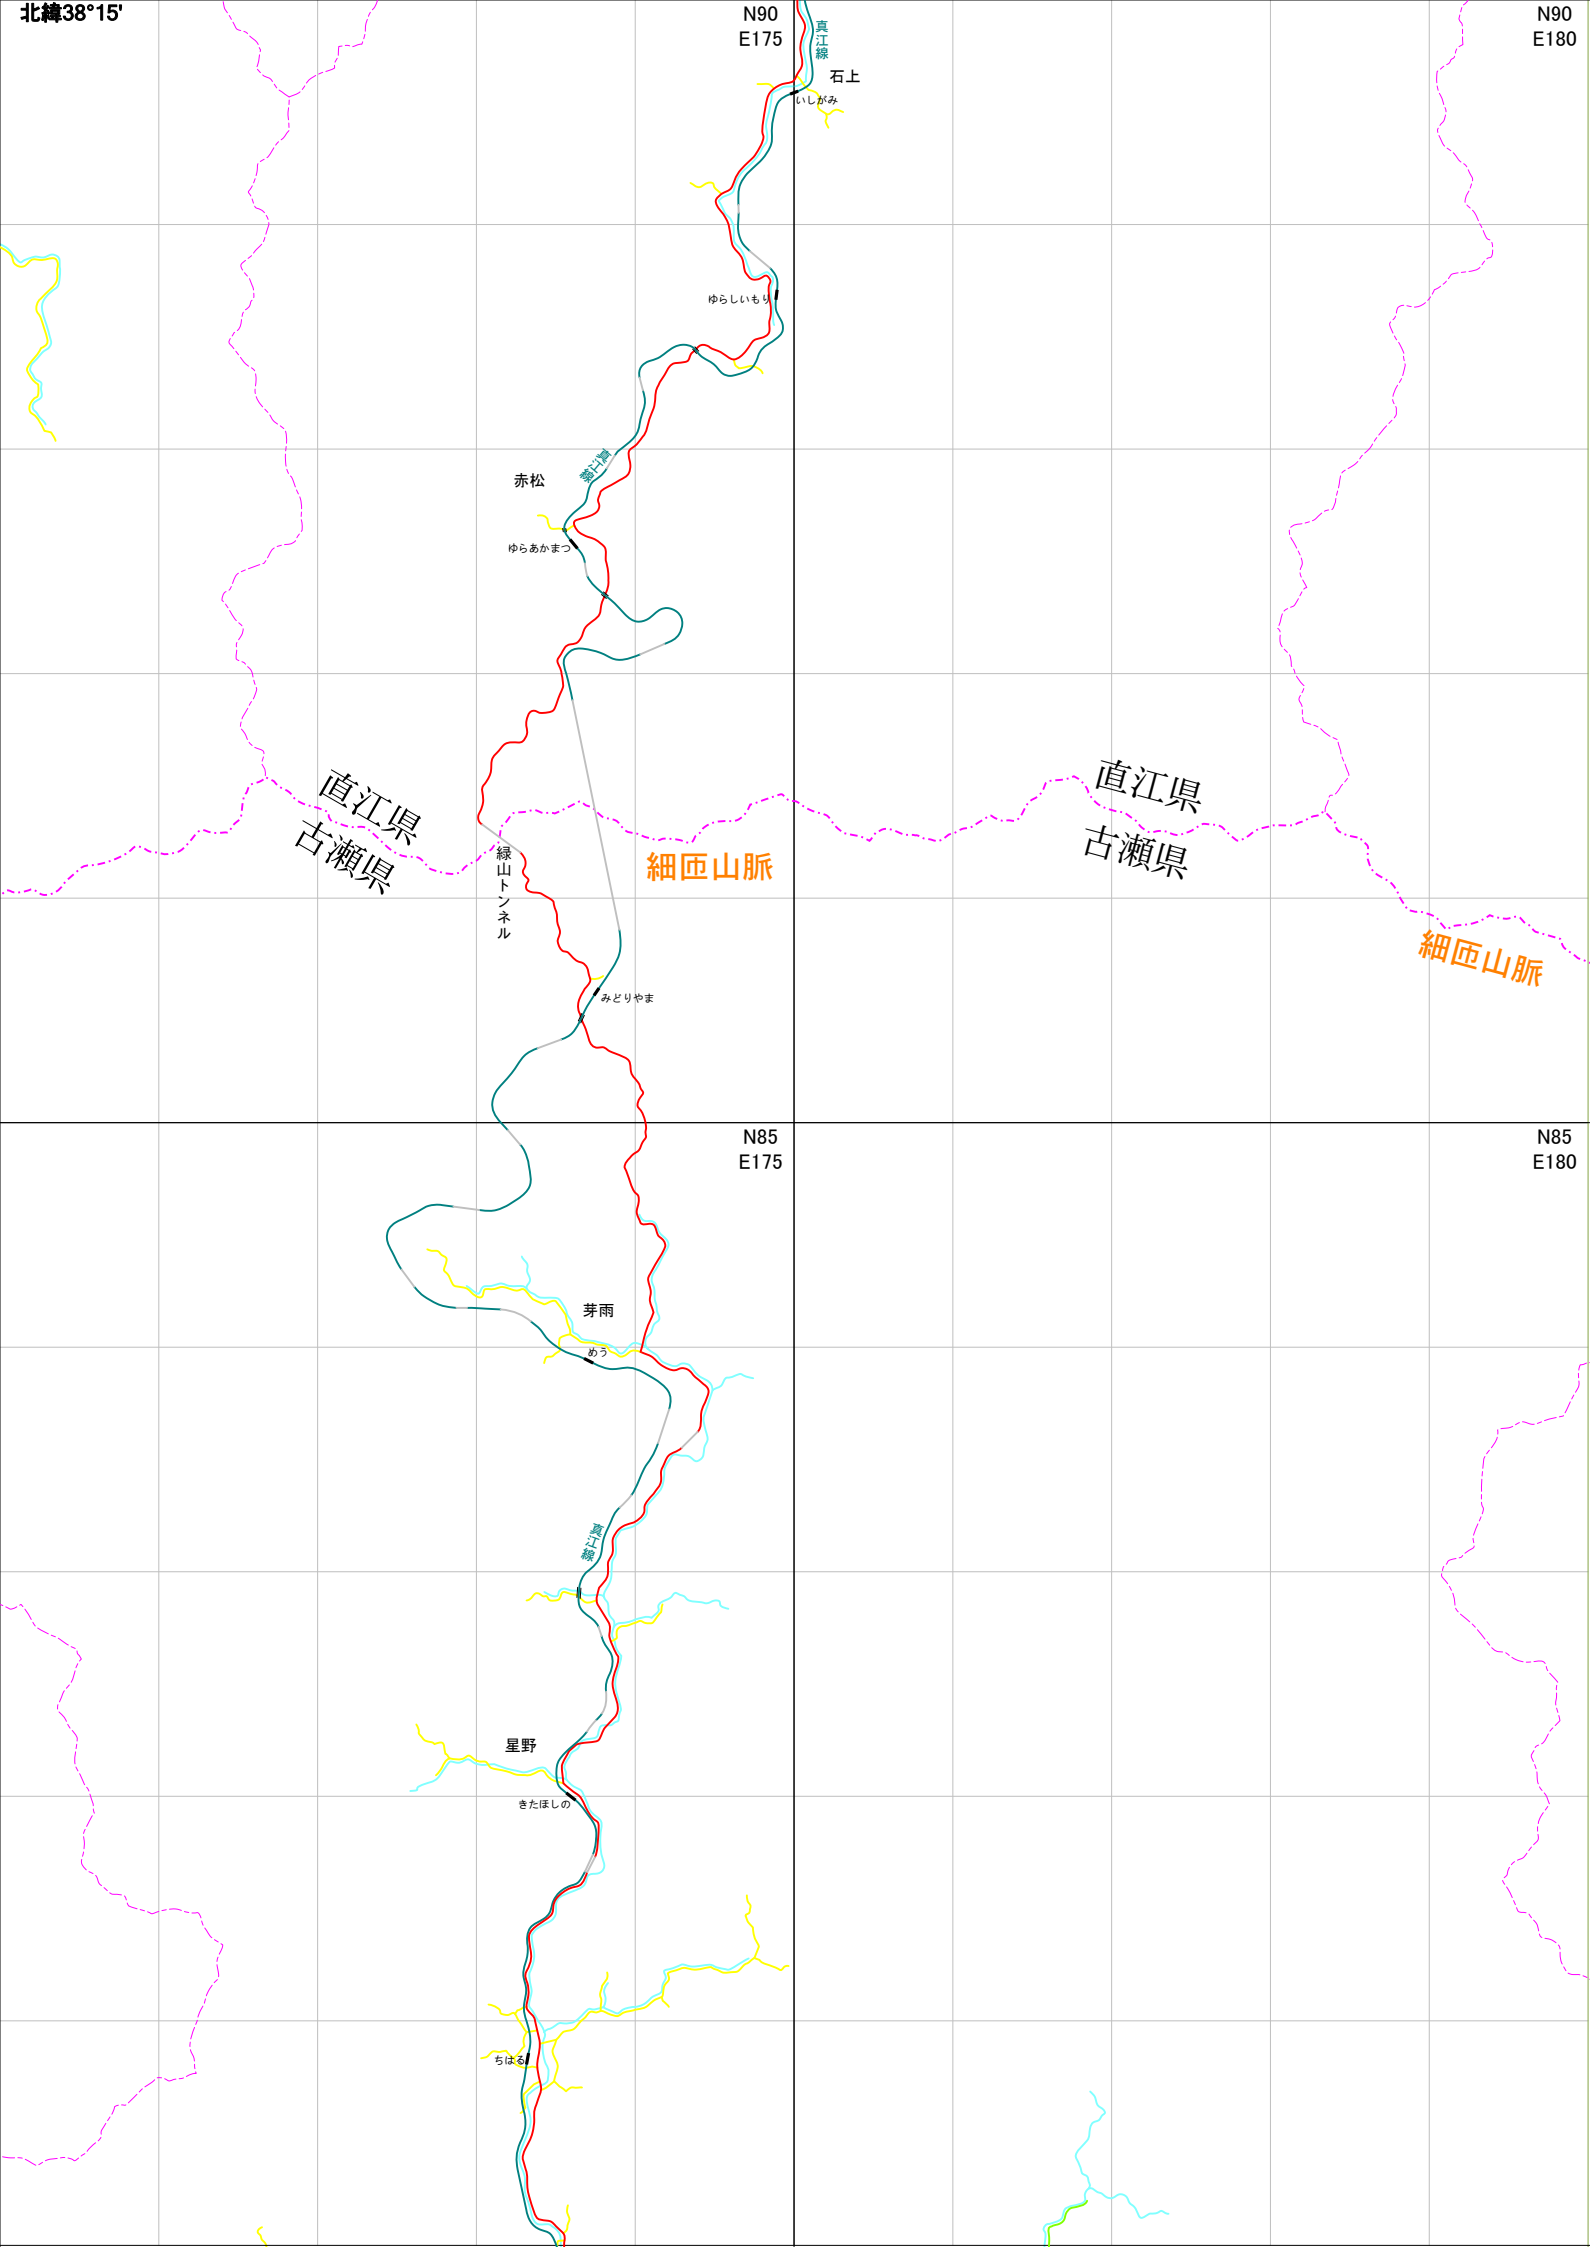 北緯38°15'
N90
E175
N90
E180
真江線
石上
いしがみ
ゆらしいもり
真江線
赤松
ゆらあかまつ
直江県
古瀬県
直江県
古瀬県
緑山トンネル
細匝山脈
細匝山脈
みどりやま
N85
E175
N85
E180
芽雨
めう
真江線
星野
きたほしの
ちはる